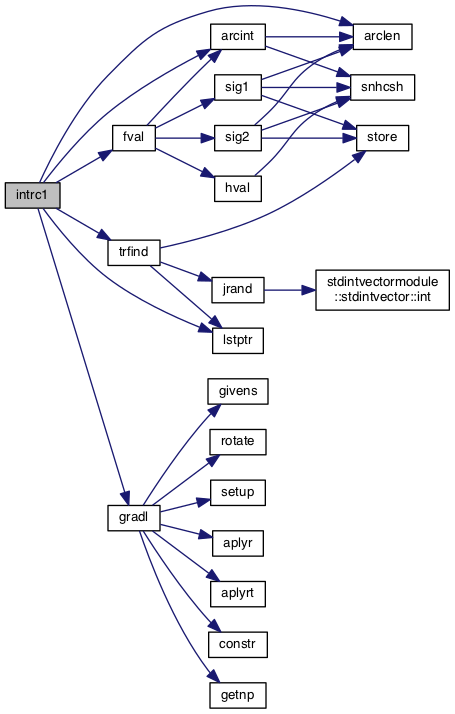 arcint
arclen
sig1
snhcsh
fval
sig2
store
hval
intrc1
trfind
jrand
stdintvectormodule
::stdintvector::int
lstptr
givens
rotate
setup
gradl
aplyr
aplyrt
constr
getnp